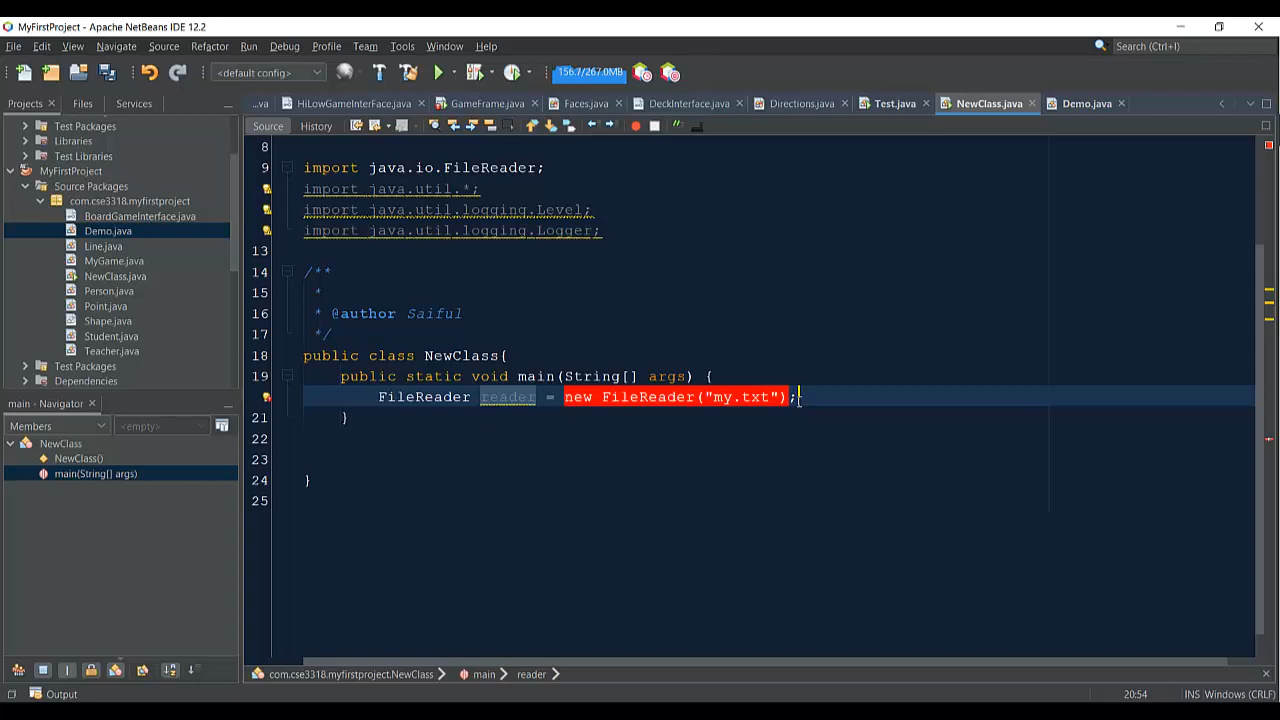 MyFirstProject - Apache NetBeans IDE 12.2
File Edit View Navigate Source Refactor Run Debug Profile Team Tools Window Help
Search (Ctrl+I)
<default config>
156.7/267.0MB
Projects Files Services
...va HiLowGameInterFace.java GameFrame.java Faces.java DeckInterface.java Directions.java Test.java NewClass.java Demo.java
Source History
Test Packages
Libraries
Test Libraries
MyFirstProject
Source Packages
com.cse3318.myfirstproject
BoardGameInterface.java
Demo.java
Line.java
MyGame.java
NewClass.java
Person.java
Point.java
Shape.java
Student.java
Teacher.java
Test Packages
Dependencies
main - Navigator
Members <empty>
NewClass
NewClass()
main(String[] args)
8
9 import java.io.FileReader;
import java.util.*;
import java.util.logging.Level;
import java.util.logging.Logger;
13
14 /**
15 *
16 * @author Saiful
17 */
18 public class NewClass{
19 public static void main(String[] args) {
FileReader reader = new FileReader("my.txt");
21 }
22
23
24 }
25
com.cse3318.myfirstproject.NewClass main reader
Output
20:54 INS Windows (CRLF)